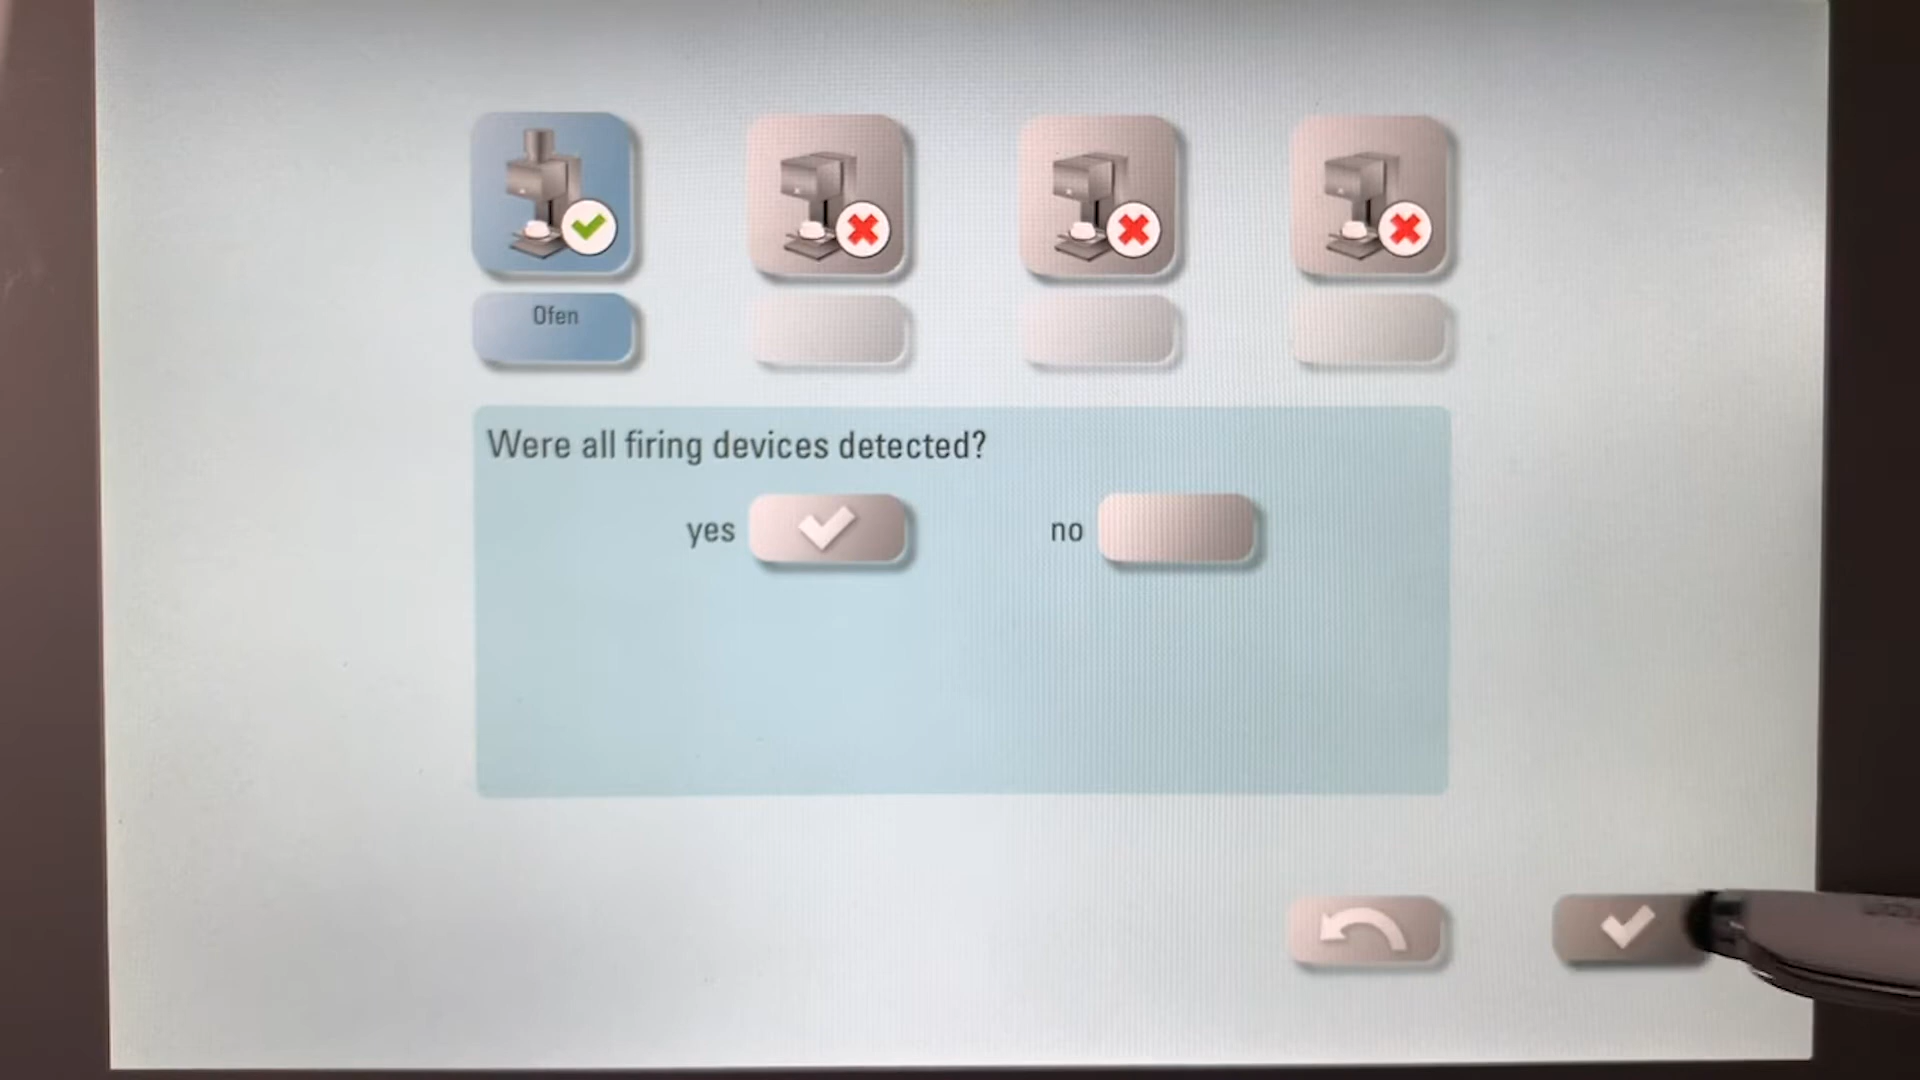 Ofen
Were all firing devices detected?
yes
no